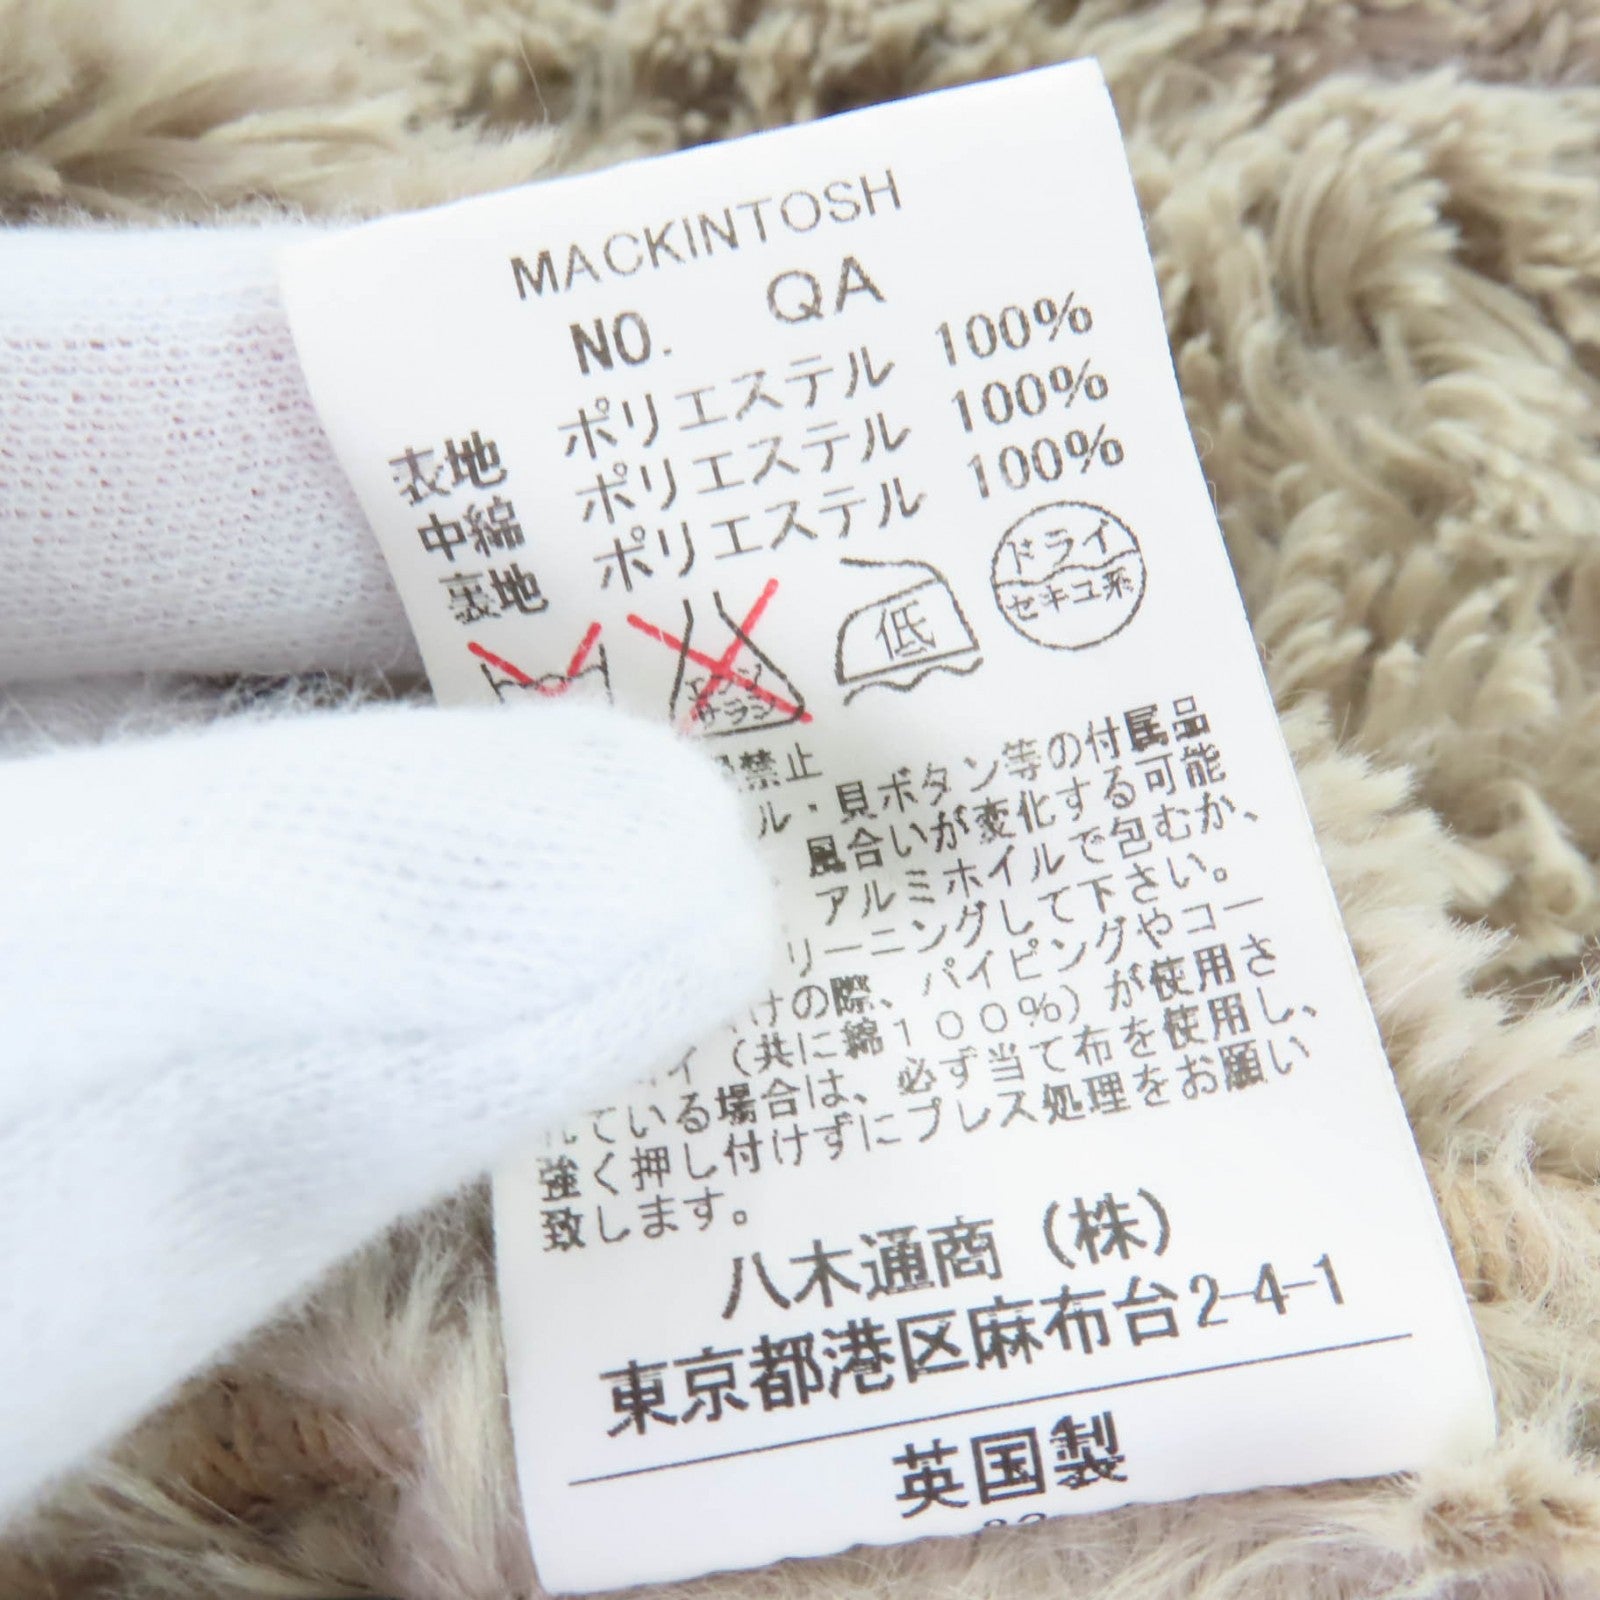 MACKINTOSH
NO. QA
表地 ポリエステル 100%
中綿 ポリエステル 100%
裏地 ポリエステル 100%
エンソ
サラシ
低
ドライ
セキユ系
禁止
ル・貝ボタン等の付属品
風合いが変化する可能
アルミホイルで包むか、
リーニングして下さい。
けの際、パイピングやコー
イ(共に綿100%)が使用さ
れている場合は、必ず当て布を使用し、
強く押し付けずにプレス処理をお願い
致します。
八木通商(株)
東京都港区麻布台2-4-1
英国製